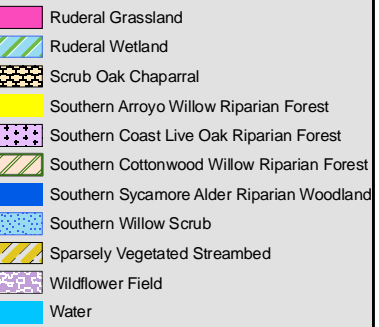 Ruderal Grassland
Ruderal Wetland
Scrub Oak Chaparral
Southern Arroyo Willow Riparian Forest
Southern Coast Live Oak Riparian Forest
Southern Cottonwood Willow Riparian Forest
Southern Sycamore Alder Riparian Woodland
Southern Willow Scrub
Sparsely Vegetated Streambed
Wildflower Field
Water